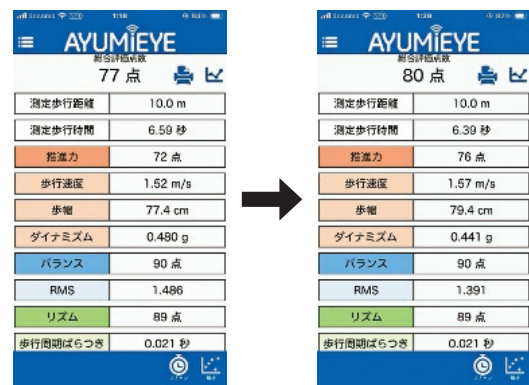 1:18
AYUMIEYE
総合評価点数
77 点
測定歩行距離 10.0 m
測定歩行時間 6.59 秒
推進力 72 点
歩行速度 1.52 m/s
歩幅 77.4 cm
ダイナミズム 0.480 g
バランス 90 点
RMS 1.486
リズム 89 点
歩行周期ばらつき 0.021 秒
1:28
AYUMIEYE
総合評価点数
80 点
測定歩行距離 10.0 m
測定歩行時間 6.39 秒
推進力 76 点
歩行速度 1.57 m/s
歩幅 79.4 cm
ダイナミズム 0.441 g
バランス 90 点
RMS 1.391
リズム 89 点
歩行周期ばらつき 0.021 秒